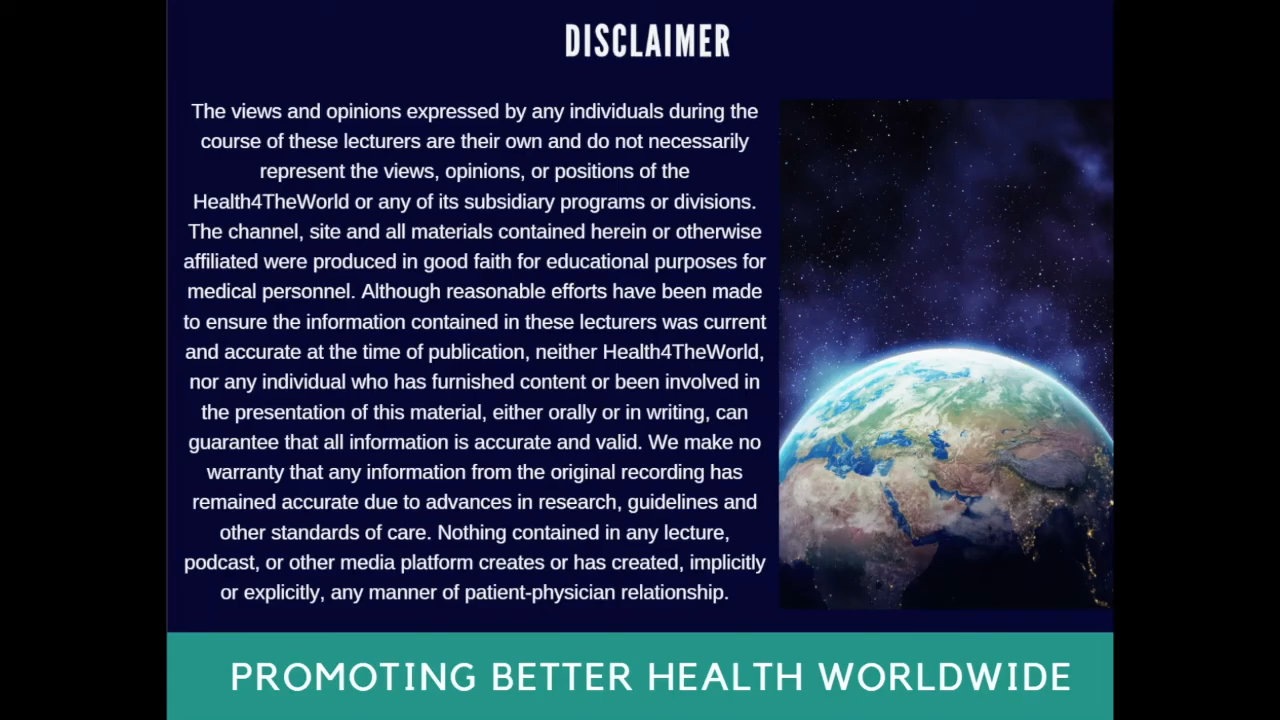 DISCLAIMER
The views and opinions expressed by any individuals during the
course of these lecturers are their own and do not necessarily
represent the views, opinions, or positions of the
Health4TheWorld or any of its subsidiary programs or divisions.
The channel, site and all materials contained herein or otherwise
affiliated were produced in good faith for educational purposes for
medical personnel. Although reasonable efforts have been made
to ensure the information contained in these lecturers was current
and accurate at the time of publication, neither Health4TheWorld,
nor any individual who has furnished content or been involved in
the presentation of this material, either orally or in writing, can
guarantee that all information is accurate and valid. We make no
warranty that any information from the original recording has
remained accurate due to advances in research, guidelines and
other standards of care. Nothing contained in any lecture,
podcast, or other media platform creates or has created, implicitly
or explicitly, any manner of patient-physician relationship.
PROMOTING BETTER HEALTH WORLDWIDE